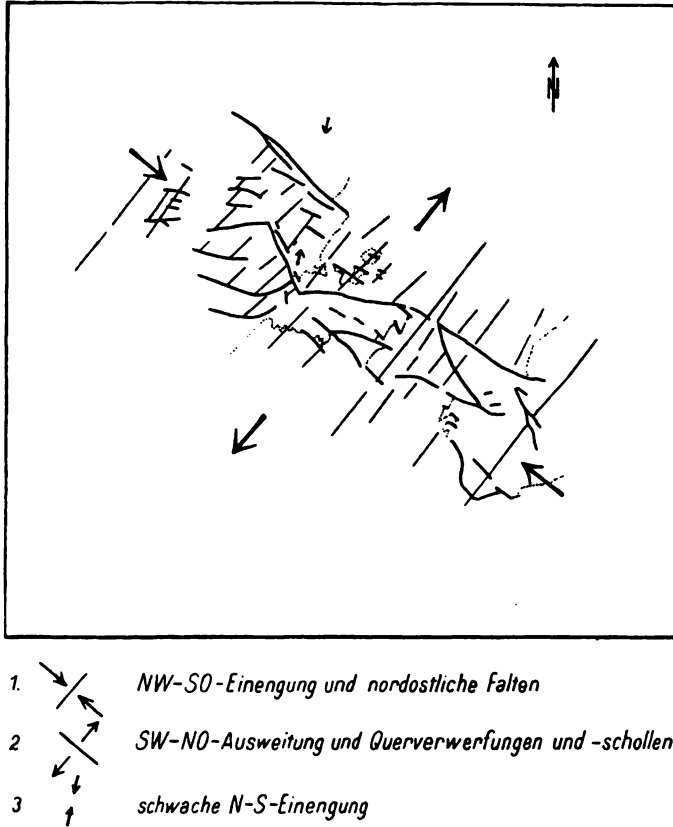 N
1. NW-SO-Einengung und nordostliche Falten
2 SW-NO-Ausweitung und Querverwerfungen und -schollen
3 schwache N-S-Einengung